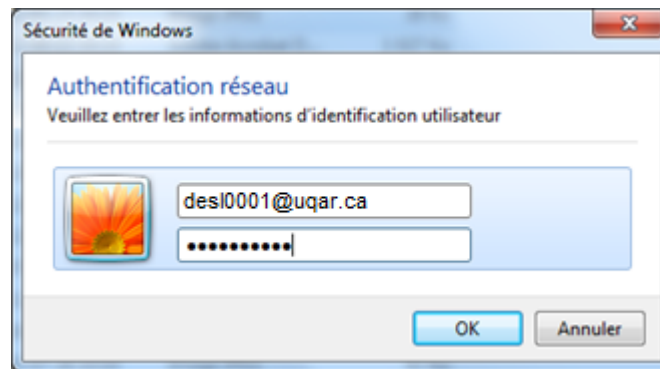 Sécurité de Windows
Authentification réseau
Veuillez entrer les informations d'identification utilisateur
desl0001@uqar.ca
••••••••••
OK
Annuler